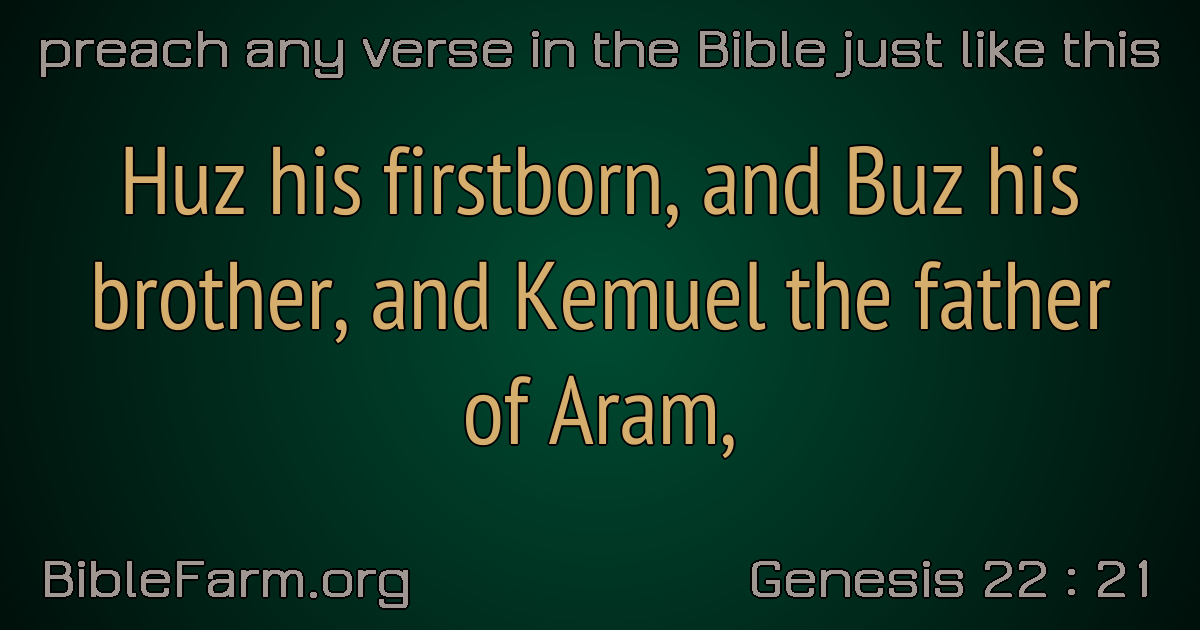 preach any verse in the Bible just like this
Huz his firstborn, and Buz his
brother, and Kemuel the father
of Aram,
BibleFarm.org
Genesis 22 : 21